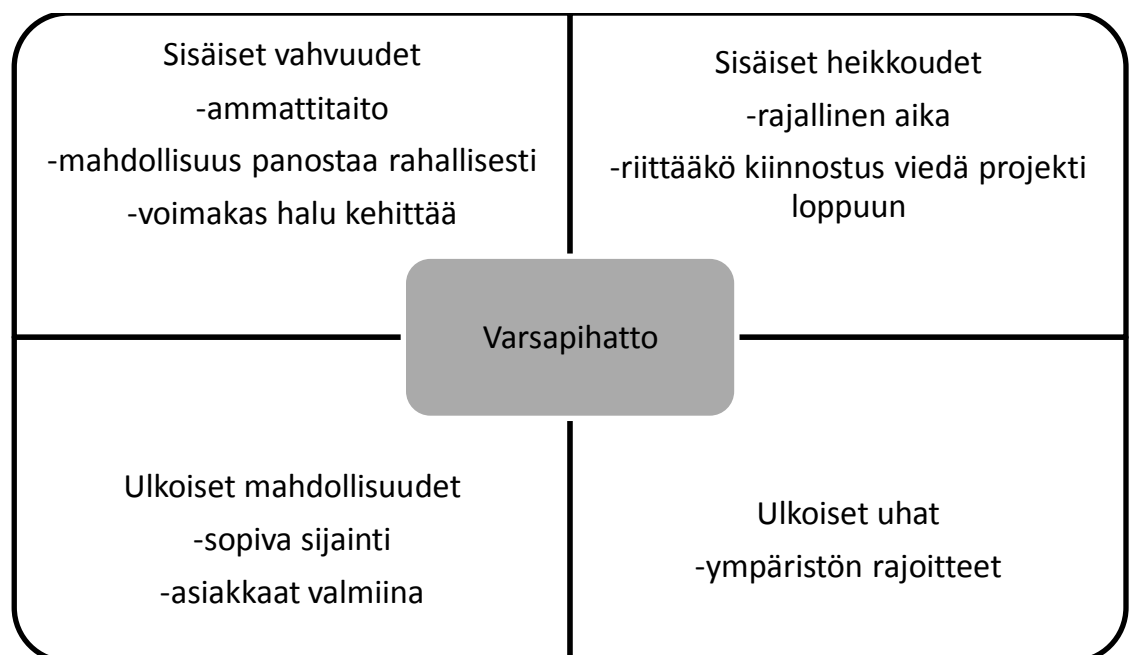 Sisäiset vahvuudet
-ammattitaito
-mahdollisuus panostaa rahallisesti
-voimakas halu kehittää
Sisäiset heikkoudet
-rajallinen aika
-riittääkö kiinnostus viedä projekti
loppuun
Varsapihatto
Ulkoiset mahdollisuudet
-sopiva sijainti
-asiakkaat valmiina
Ulkoiset uhat
-ympäristön rajoitteet